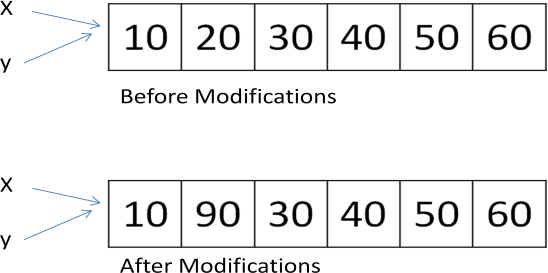 X
10 20 30 40 50 60
y
Before Modifications
X
10 90 30 40 50 60
y
After Modifications